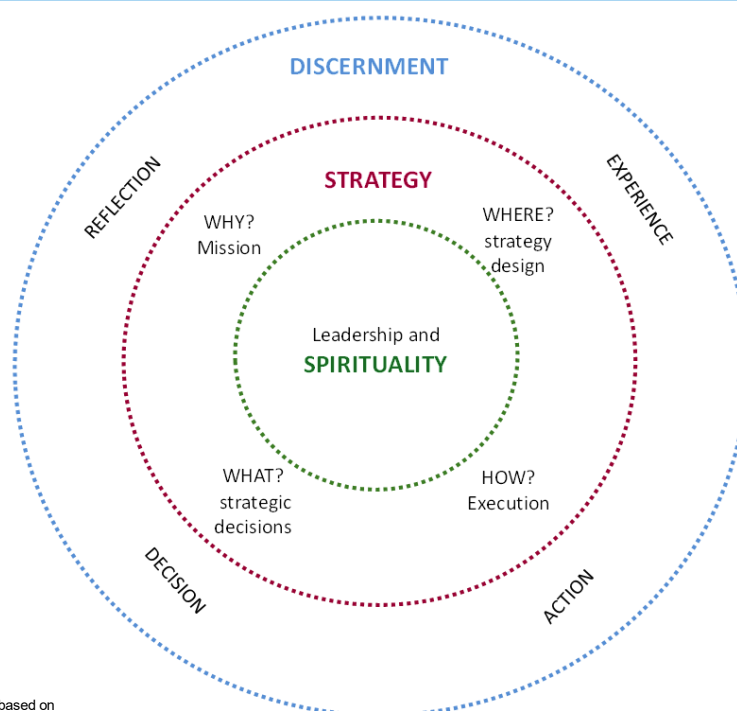 DISCERNMENT
REFLECTION
EXPERIENCE
STRATEGY
WHY?
Mission
WHERE?
strategy
design
Leadership and
SPIRITUALITY
WHAT?
strategic
decisions
HOW?
Execution
DECISION
ACTION
based on